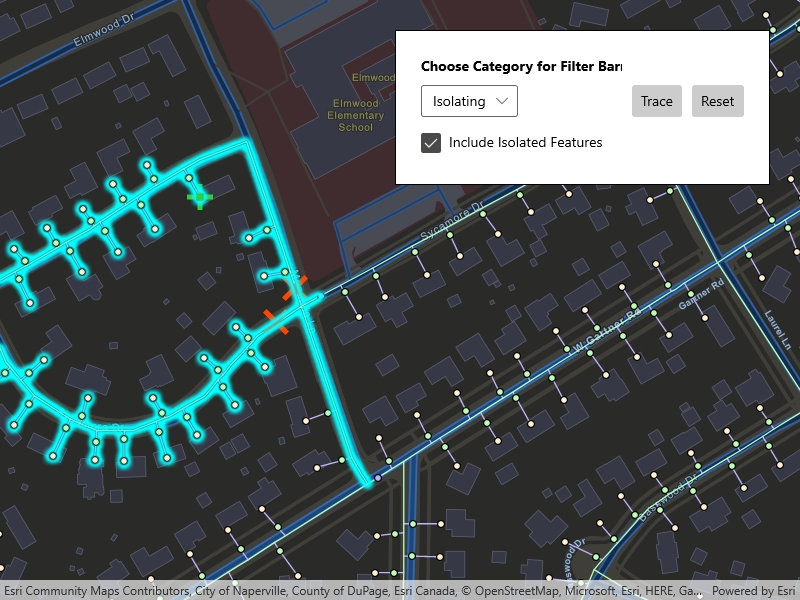 Elmwood Dr
Choose Category for Filter Barr
Isolating
Trace
Reset
Include Isolated Features
Elmwood
Elmwood
Elementary
School
Sycamore Dr
Gartner Rd
W Gartner Rd
Laurel Ln
Basswood Dr
Esri Community Maps Contributors, City of Naperville, County of DuPage, Esri Canada, © OpenStreetMap, Microsoft, Esri, HERE, Ga...
Powered by Esri